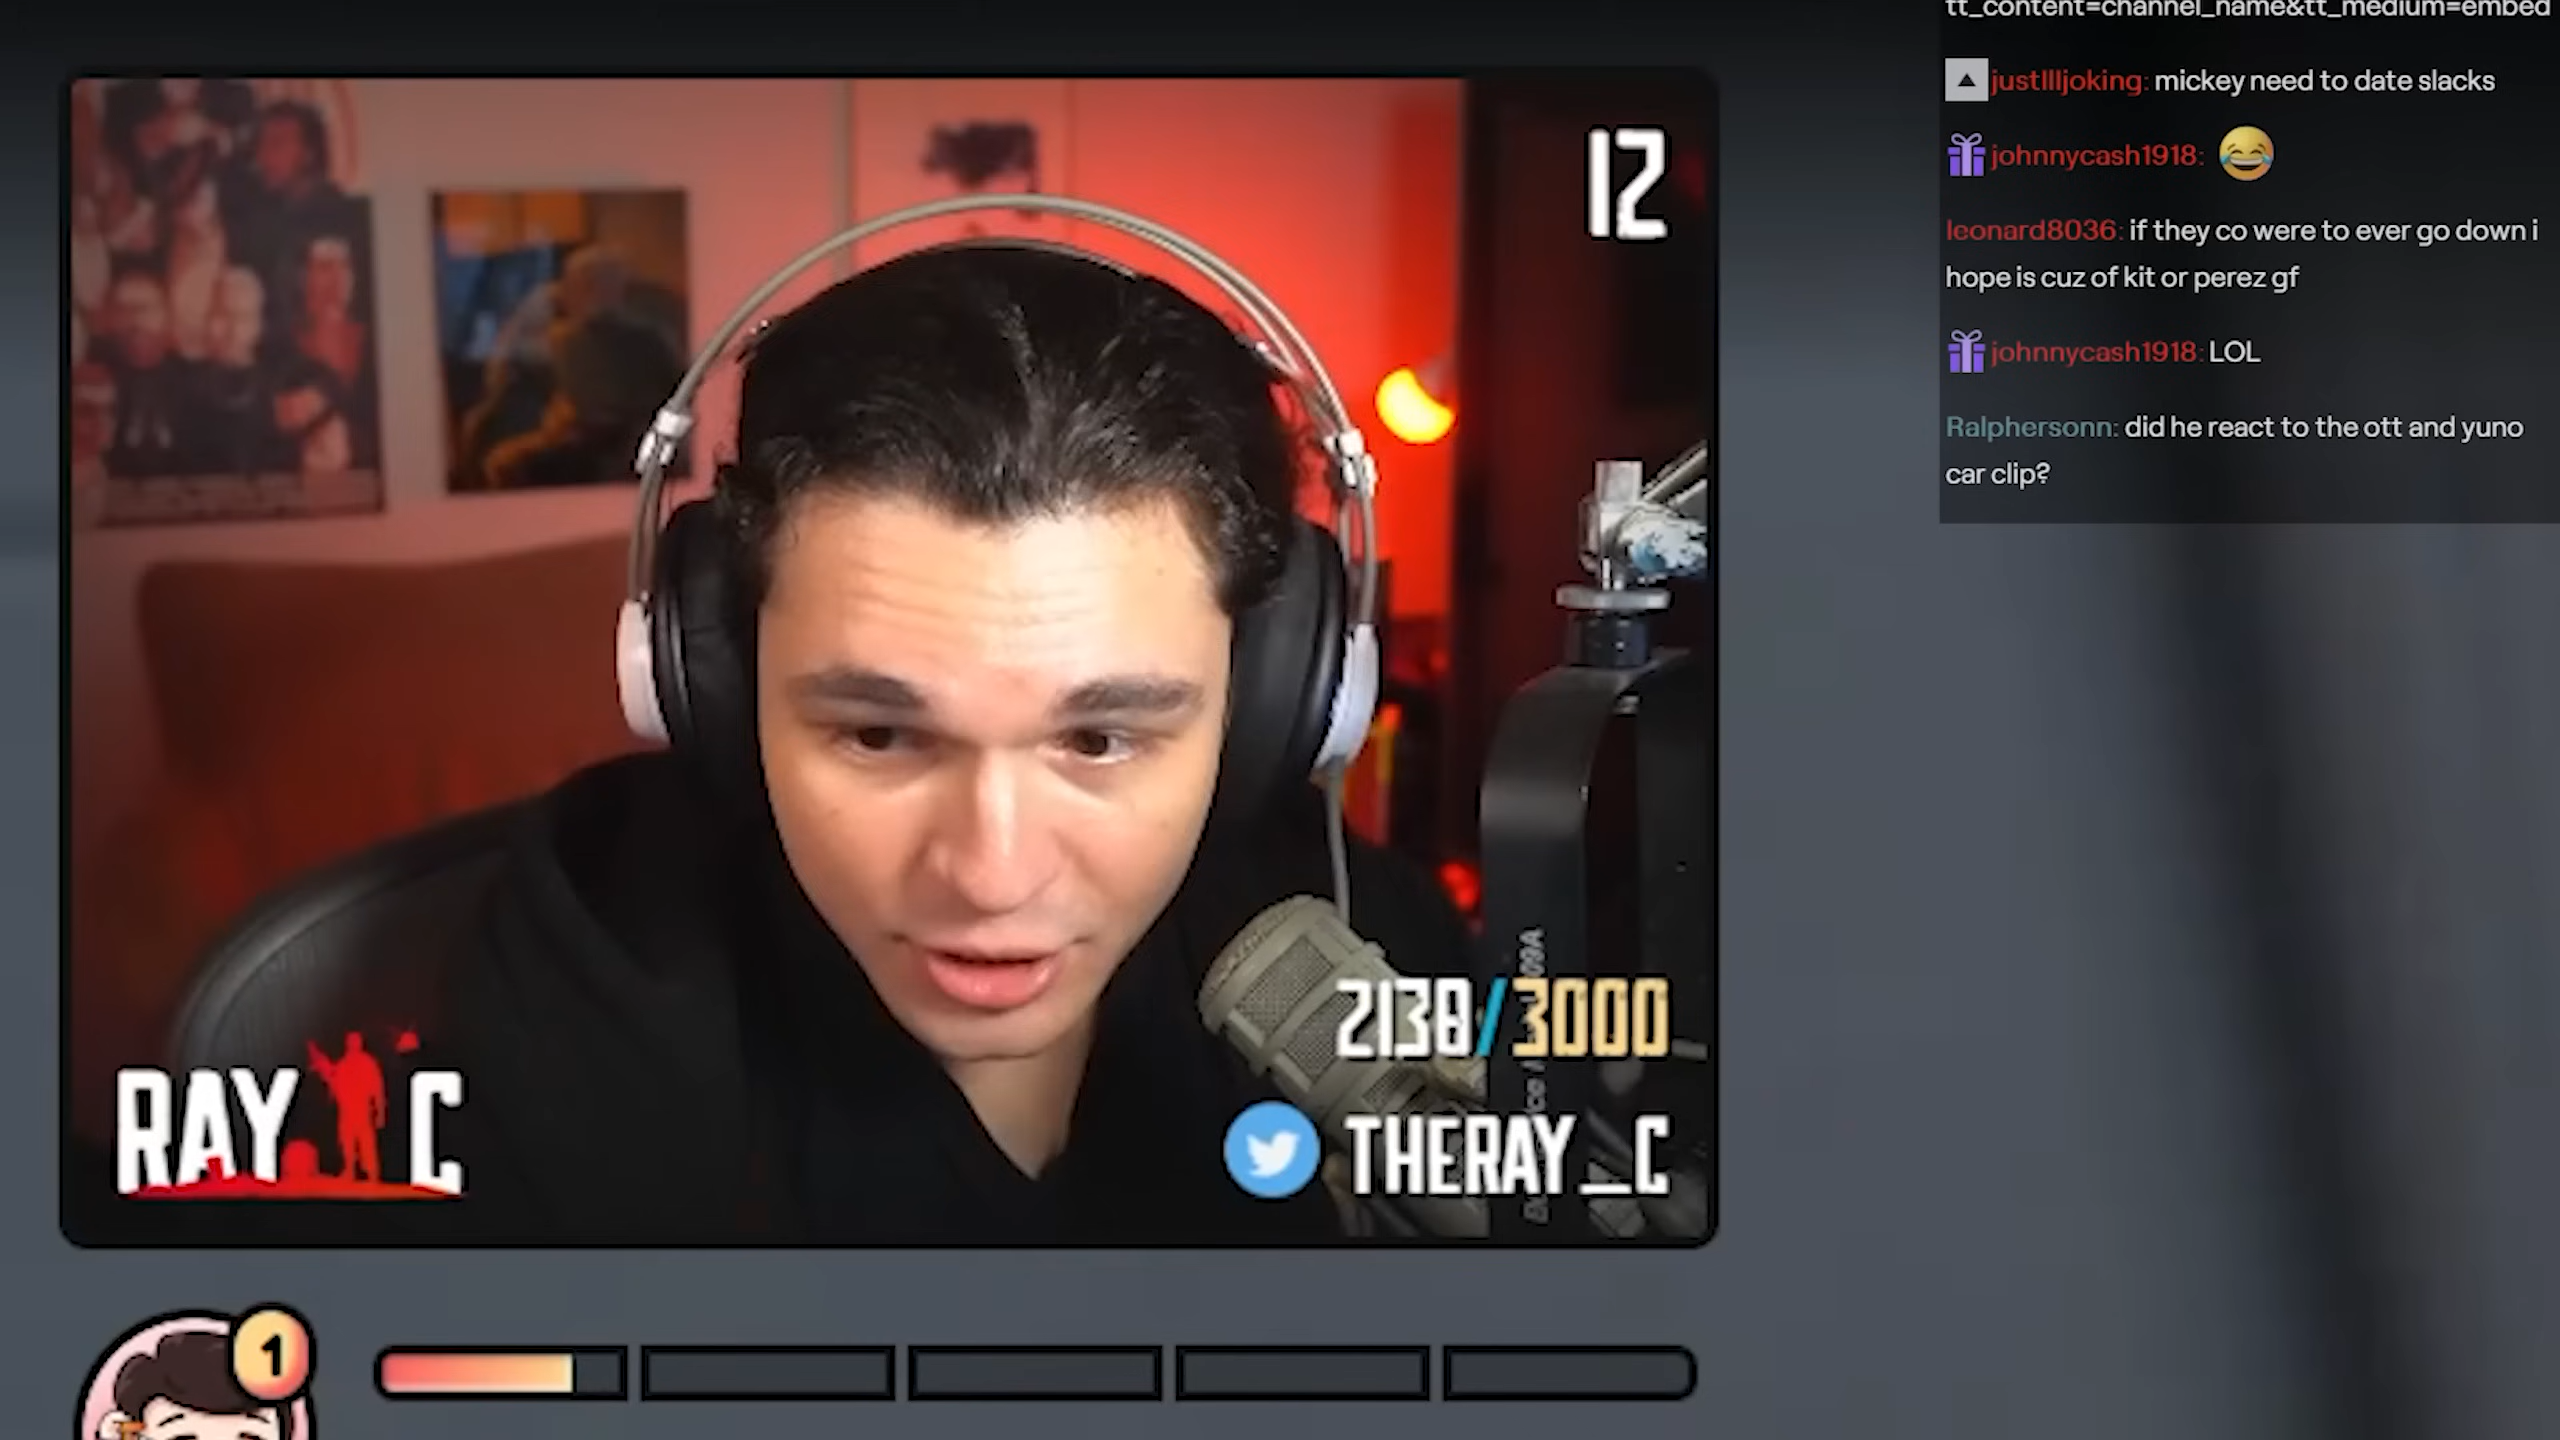 tt_content=channel_name&tt_medium=embed
justllljoking: mickey need to date slacks
johnnycash1918:
leonard8036: if they co were to ever go down i
hope is cuz of kit or perez gf
johnnycash1918: LOL
Ralphersonn: did he react to the ott and yuno
car clip?
12
2138/3000
RAY C
THERAY_C
1